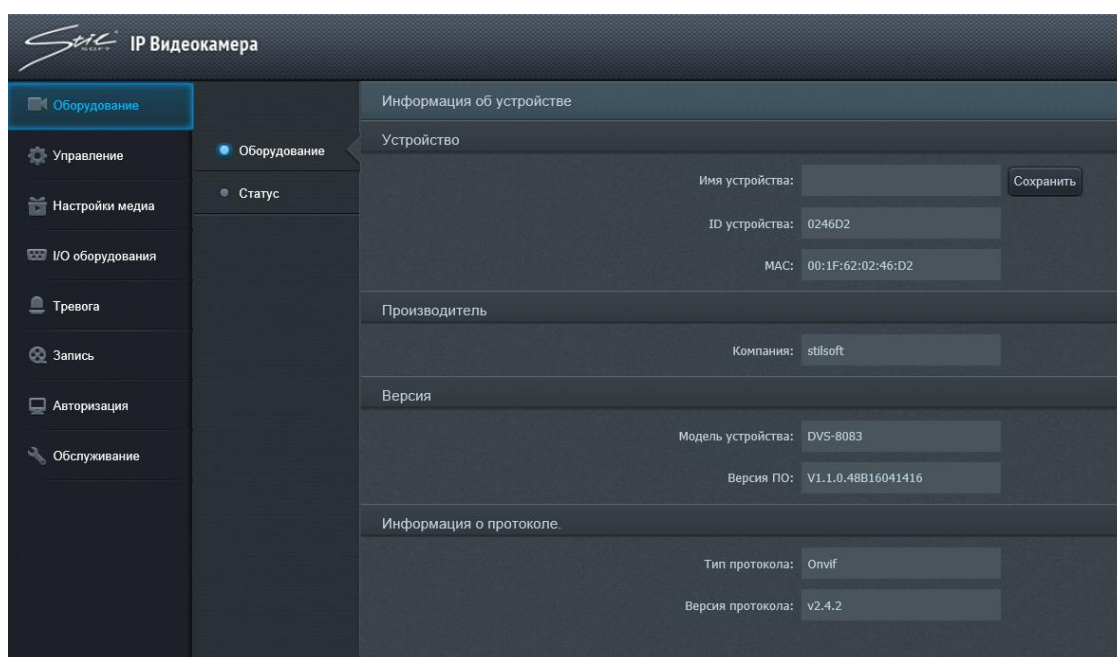 Stil SOFT IP Видеокамера
Оборудование
Управление
Настройки медиа
I/O оборудования
Тревога
Запись
Авторизация
Обслуживание
Оборудование
Статус
Информация об устройстве
Устройство
Имя устройства: Сохранить
ID устройства: 0246D2
MAC: 00:1F:62:02:46:D2
Производитель
Компания: stilsoft
Версия
Модель устройства: DVS-8083
Версия ПО: V1.1.0.48B16041416
Информация о протоколе.
Тип протокола: Onvif
Версия протокола: v2.4.2